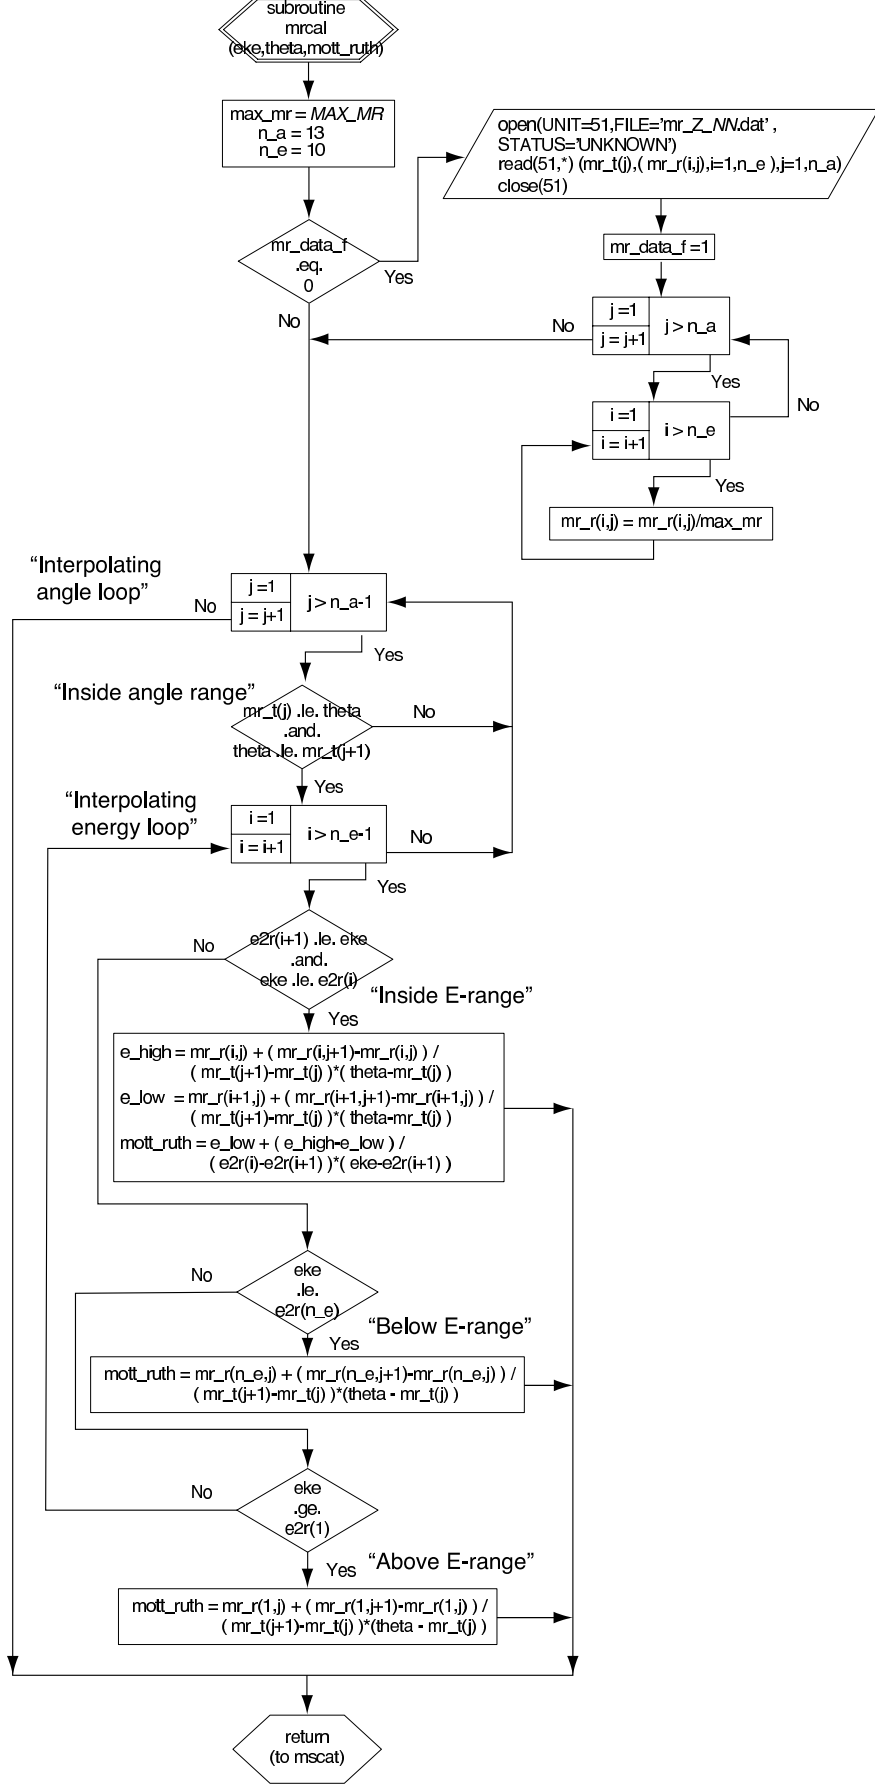 subroutine
mrcal
(eke,theta,mott_ruth)
max_mr = MAX_MR
n_a = 13
n_e = 10
open(UNIT=51,FILE='mr_Z_NN.dat' ,
STATUS='UNKNOWN')
read(51,*) (mr_t(j),( mr_r(i,j),i=1,n_e ),j=1,n_a)
close(51)
mr_data_f
.eq.
0
Yes
No
mr_data_f =1
j =1
j = j+1
j > n_a
No
Yes
i =1
i = i+1
i > n_e
No
Yes
mr_r(i,j) = mr_r(i,j)/max_mr
“Interpolating
angle loop”
No
j =1
j = j+1
j > n_a-1
Yes
“Inside angle range”
mr_t(j) .le. theta
.and.
theta .le. mr_t(j+1)
No
Yes
“Interpolating
energy loop”
i =1
i = i+1
i > n_e-1
No
Yes
No
e2r(i+1) .le. eke
.and.
eke .le. e2r(i)
“Inside E-range”
Yes
e_high = mr_r(i,j) + ( mr_r(i,j+1)-mr_r(i,j) ) /
( mr_t(j+1)-mr_t(j) )*( theta-mr_t(j) )
e_low = mr_r(i+1,j) + ( mr_r(i+1,j+1)-mr_r(i+1,j) ) /
( mr_t(j+1)-mr_t(j) )*( theta-mr_t(j) )
mott_ruth = e_low + ( e_high-e_low ) /
( e2r(i)-e2r(i+1) )*( eke-e2r(i+1) )
No
eke
.le.
e2r(n_e)
“Below E-range”
Yes
mott_ruth = mr_r(n_e,j) + ( mr_r(n_e,j+1)-mr_r(n_e,j) ) /
( mr_t(j+1)-mr_t(j) )*(theta - mr_t(j) )
No
eke
.ge.
e2r(1)
“Above E-range”
Yes
mott_ruth = mr_r(1,j) + ( mr_r(1,j+1)-mr_r(1,j) ) /
( mr_t(j+1)-mr_t(j) )*(theta - mr_t(j) )
return
(to mscat)